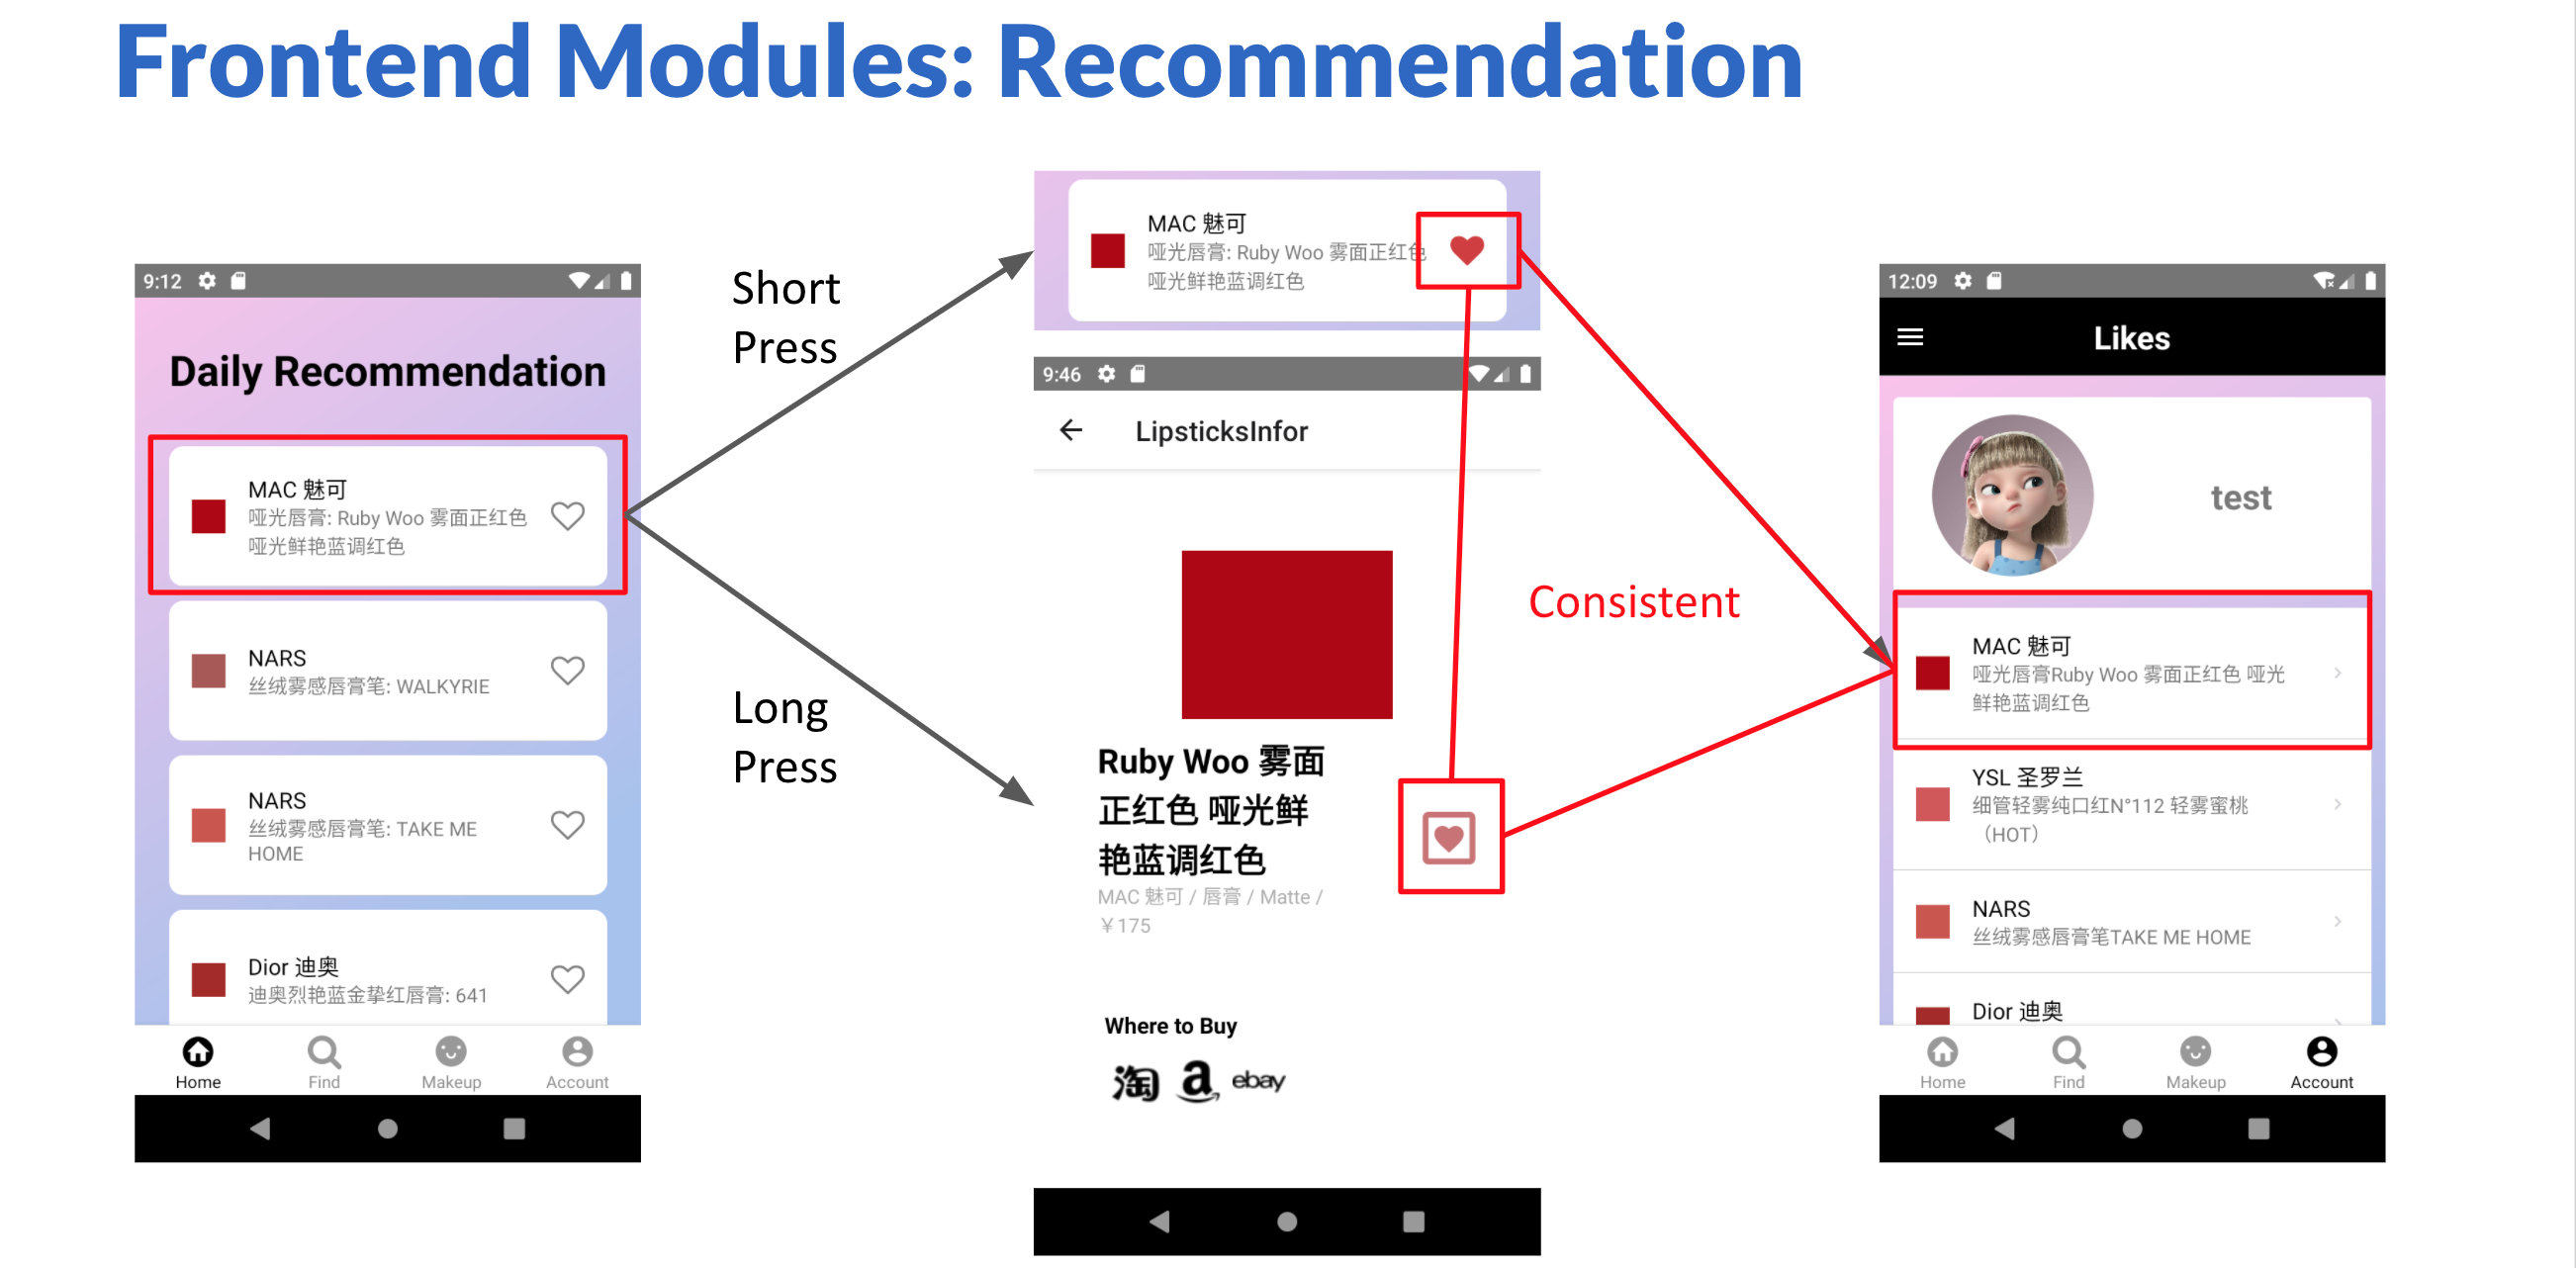 Frontend Modules: Recommendation
9:12
Daily Recommendation
MAC 魅可
哑光唇膏: Ruby Woo 雾面正红色
哑光鲜艳蓝调红色
NARS
丝绒雾感唇膏笔: WALKYRIE
NARS
丝绒雾感唇膏笔: TAKE ME
HOME
Dior 迪奥
迪奥烈艳蓝金挚红唇膏: 641
Home
Find
Makeup
Account
Short
Press
Long
Press
MAC 魅可
哑光唇膏: Ruby Woo 雾面正红色
哑光鲜艳蓝调红色
9:46
LipsticksInfor
Ruby Woo 雾面
正红色 哑光鲜
艳蓝调红色
MAC 魅可 / 唇膏 / Matte /
￥175
Where to Buy
淘 a ebay
Consistent
12:09
Likes
test
MAC 魅可
哑光唇膏Ruby Woo 雾面正红色 哑光
鲜艳蓝调红色
YSL 圣罗兰
细管轻雾纯口红N°112 轻雾蜜桃
（HOT）
NARS
丝绒雾感唇膏笔TAKE ME HOME
Dior 迪奥
Home
Find
Makeup
Account